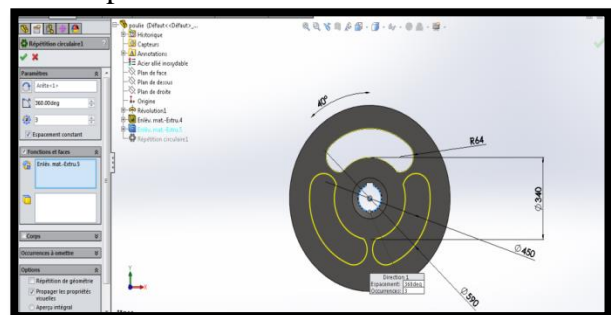 poulie (Défaut<<Défaut>_...
Historique
Capteurs
Annotations
Acier allié inoxydable
Plan de face
Plan de dessus
Plan de droite
Origine
Révolution1
Enlèv. mat.-Extru.4
Enlèv. mat.-Extru.5
Répétition circulaire1
Répétition circulaire1
Paramètres
Arête<1>
360.00deg
3
Espacement constant
Fonctions et faces
Enlèv. mat.-Extru.5
Corps
Occurrences à omettre
Options
Répétition de géométrie
Propager les propriétés
visuelles
Aperçu intégral
40°
R64
Ø340
Ø450
Ø590
Direction 1
Espacement: 360deg
Occurrences: 3